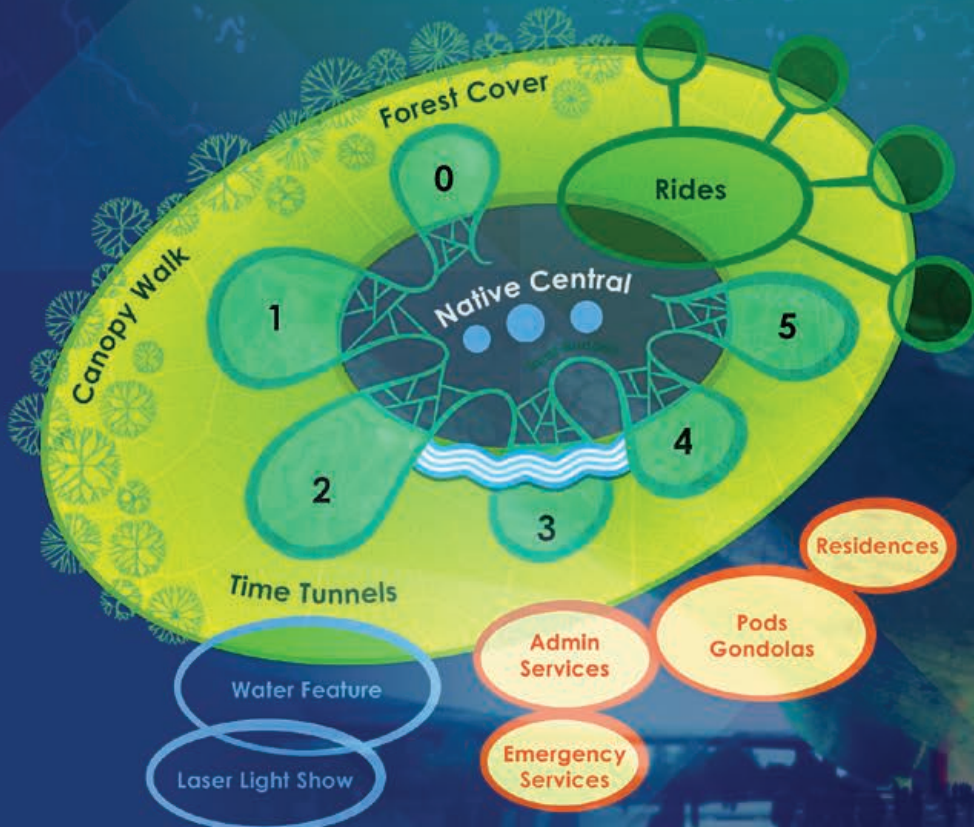 Forest Cover
0
Rides
Canopy Walk
1
Native Central
5
2
4
3
Time Tunnels
Residences
Pods
Gondolas
Admin
Services
Water Feature
Emergency
Services
Laser Light Show